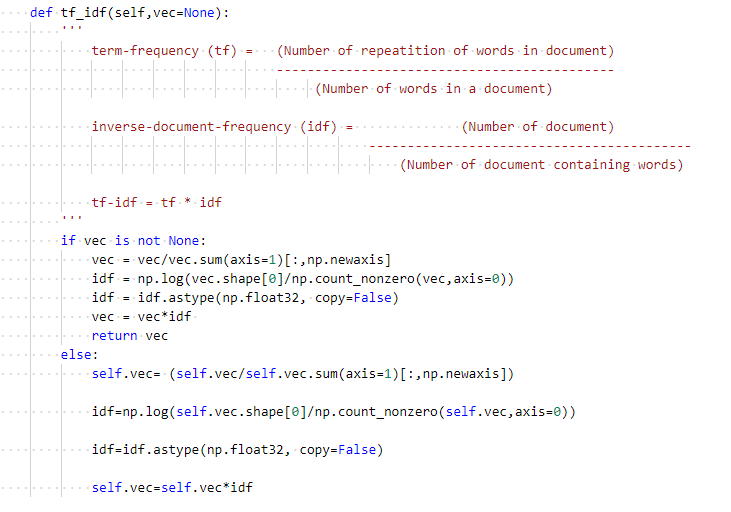 def tf_idf(self,vec=None):
'''
term-frequency (tf) = (Number of repeatition of words in document)
--------------------------------------------
(Number of words in a document)
inverse-document-frequency (idf) = (Number of document)
------------------------------------------
(Number of document containing words)
tf-idf = tf * idf
'''
if vec is not None:
vec = vec/vec.sum(axis=1)[:,np.newaxis]
idf = np.log(vec.shape[0]/np.count_nonzero(vec,axis=0))
idf = idf.astype(np.float32, copy=False)
vec = vec*idf
return vec
else:
self.vec= (self.vec/self.vec.sum(axis=1)[:,np.newaxis])
idf=np.log(self.vec.shape[0]/np.count_nonzero(self.vec,axis=0))
idf=idf.astype(np.float32, copy=False)
self.vec=self.vec*idf